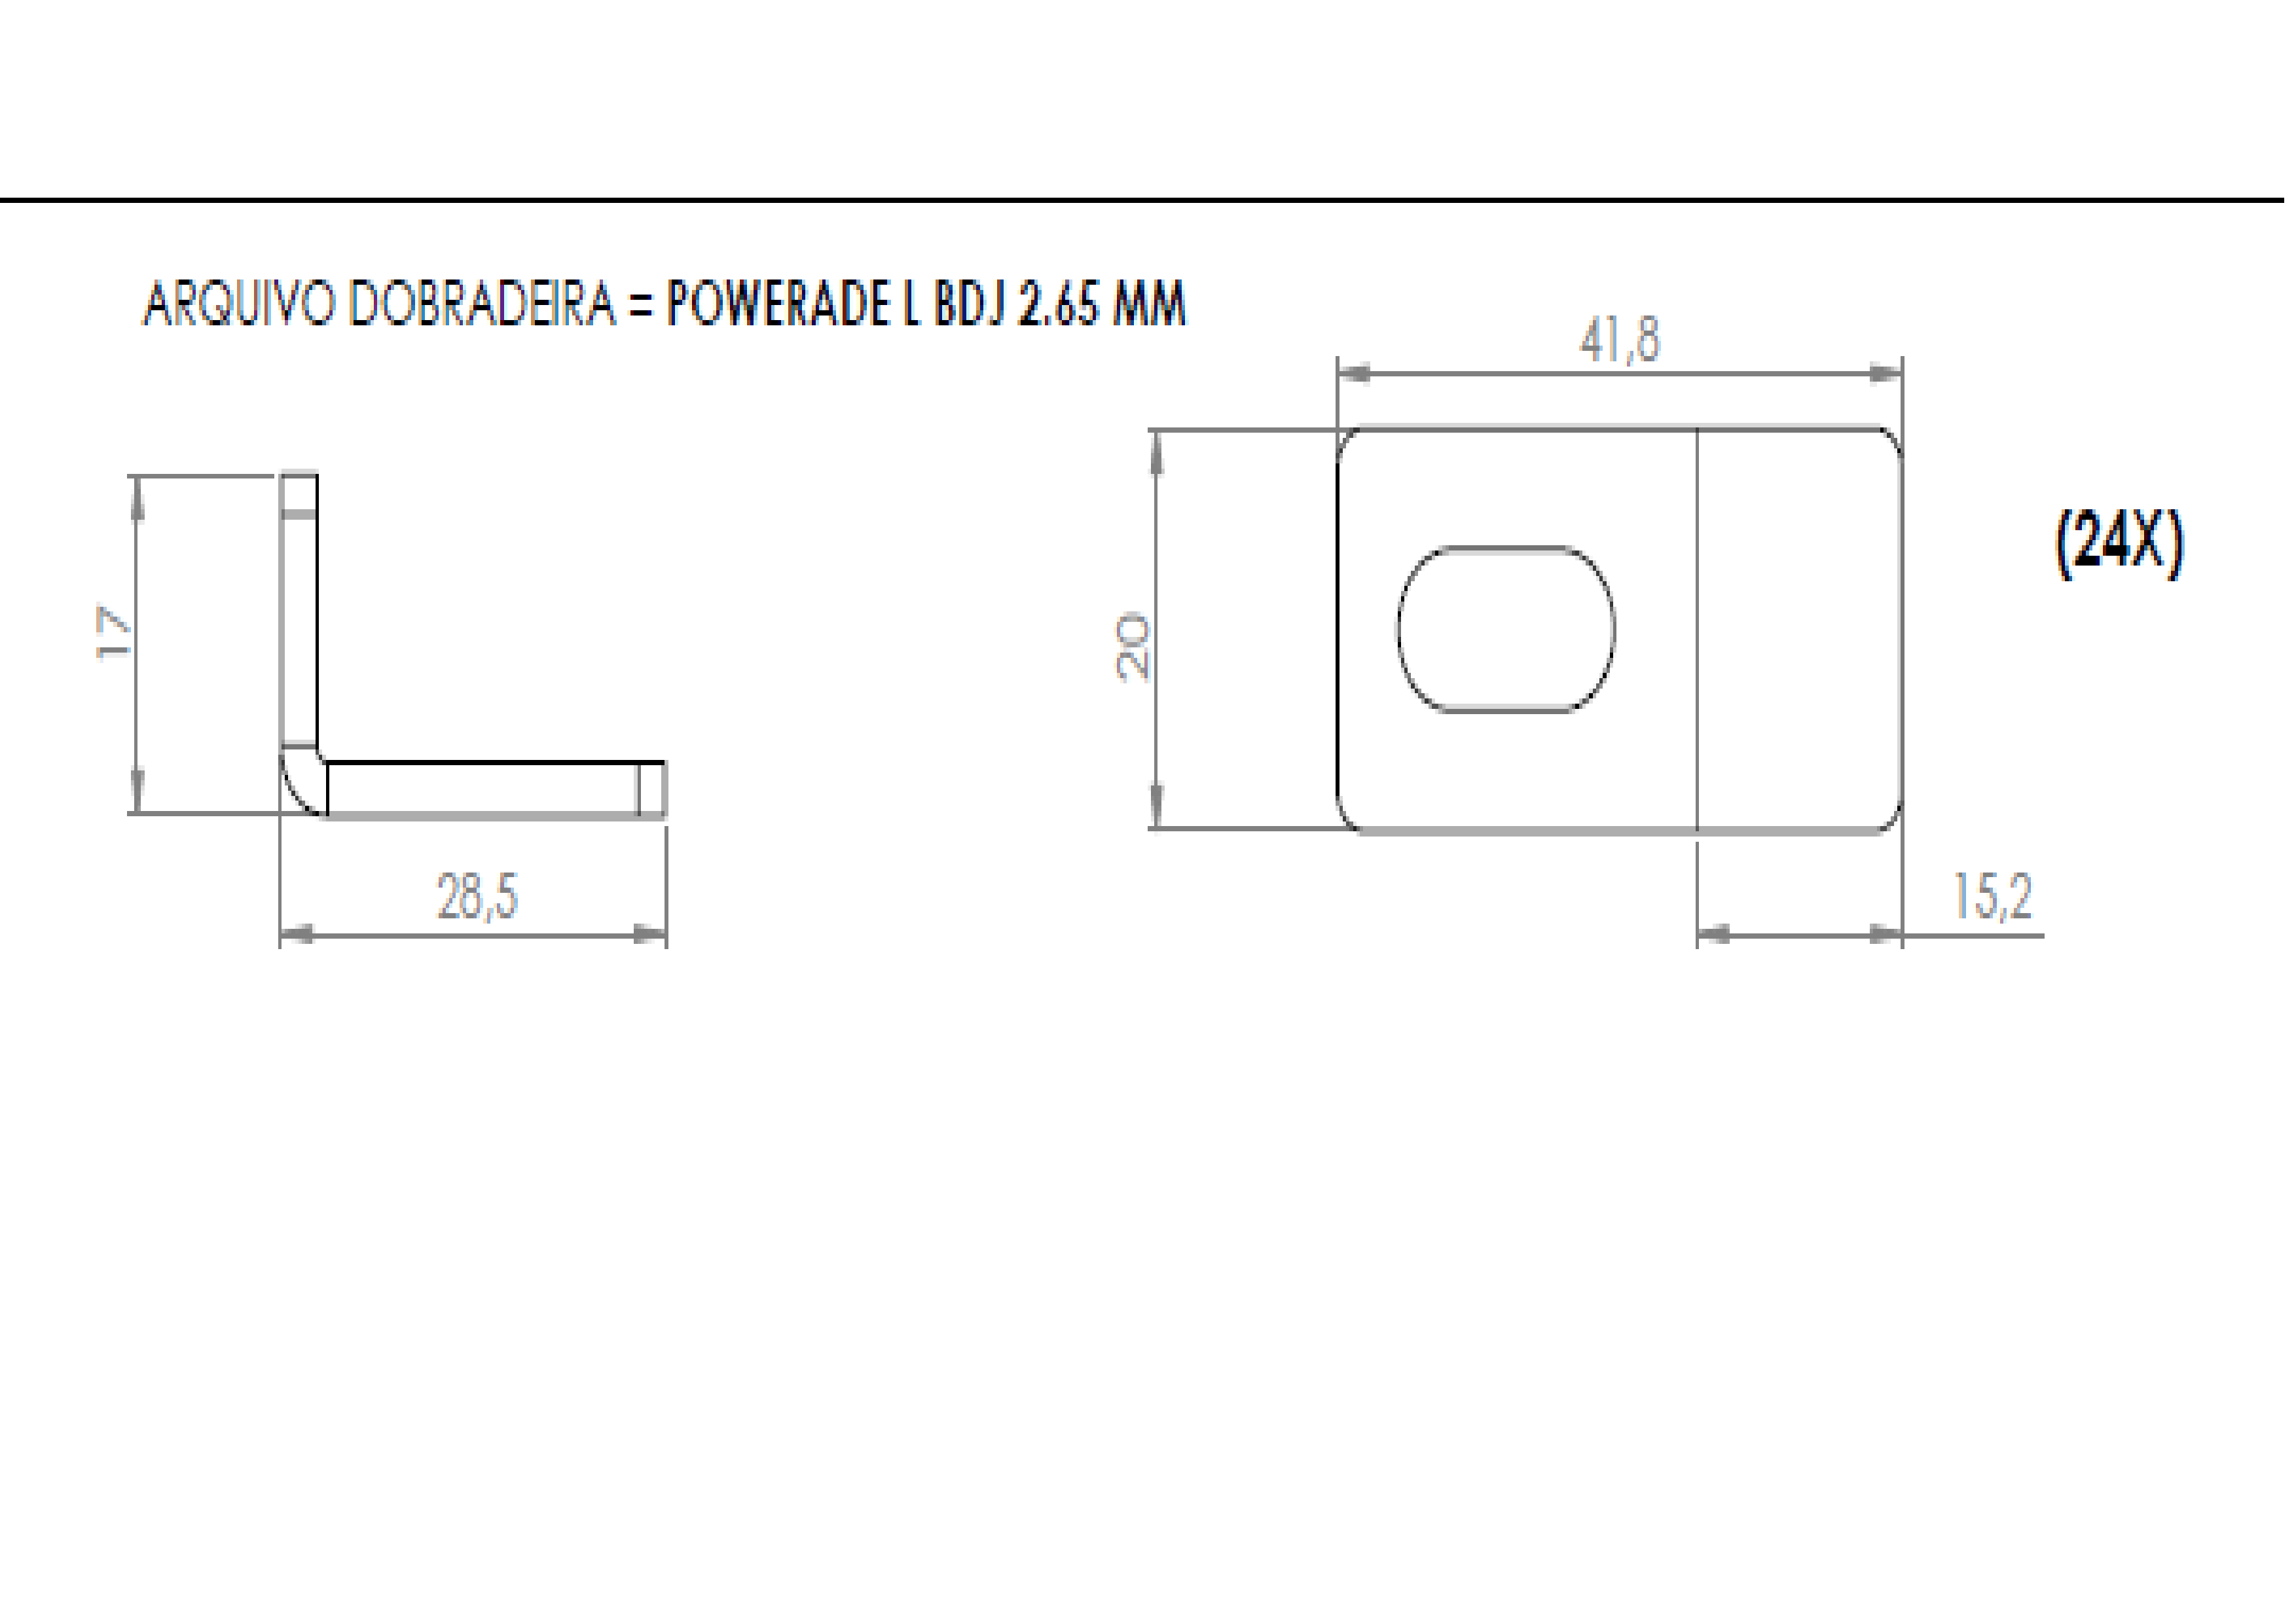 ARQUIVO DOBRADEIRA = POWERADE L BDJ 2.65 MM
41,8
17
20
(24X)
28,5
15,2